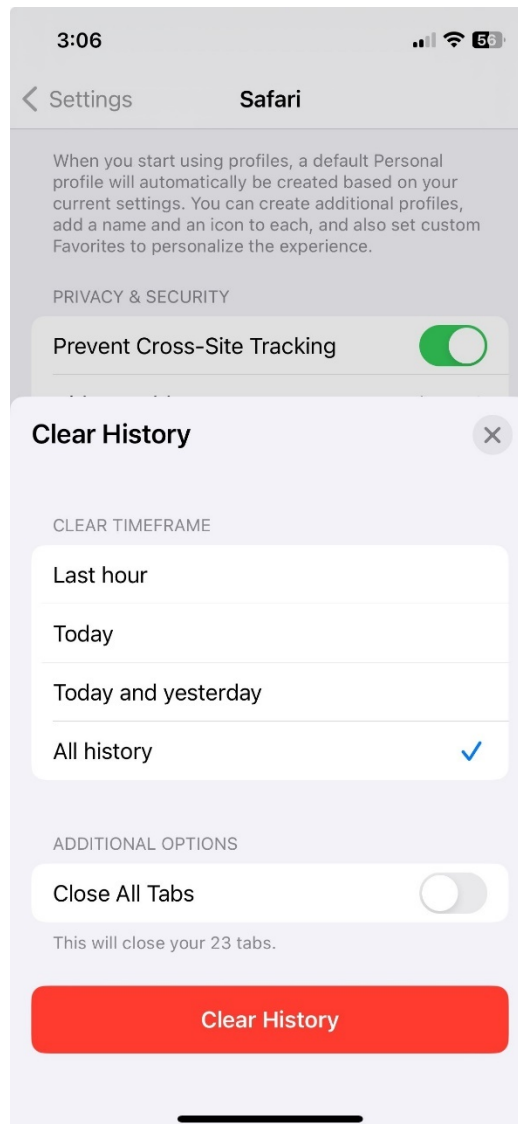 3:06
56
Settings
Safari
When you start using profiles, a default Personal
profile will automatically be created based on your
current settings. You can create additional profiles,
add a name and an icon to each, and also set custom
Favorites to personalize the experience.
PRIVACY & SECURITY
Prevent Cross-Site Tracking
Clear History
CLEAR TIMEFRAME
Last hour
Today
Today and yesterday
All history
ADDITIONAL OPTIONS
Close All Tabs
This will close your 23 tabs.
Clear History